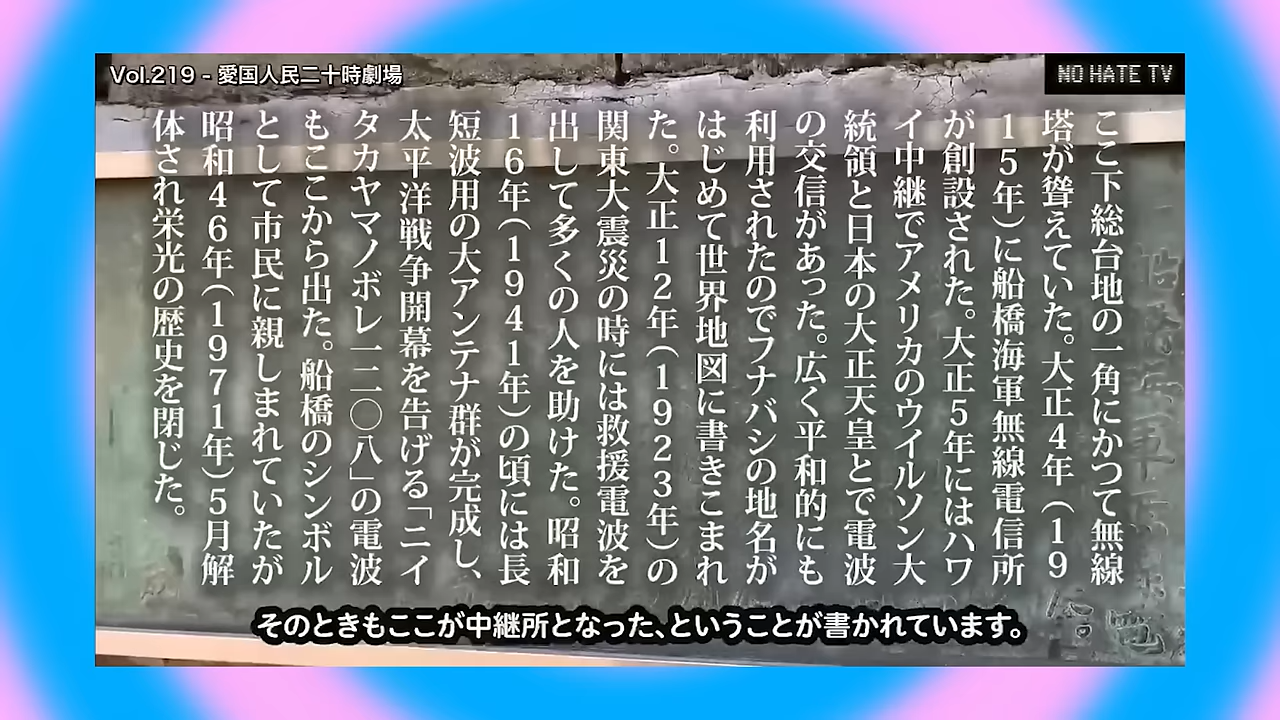 Vol.219 - 愛国人民二十時劇場
NO HATE TV
ここ下総台地の一角にかつて無線
塔が聳えていた。大正4年（19
15年）に船橋海軍無線電信所
が創設された。大正5年にはハワ
イ中継でアメリカのウイルソン大
統領と日本の大正天皇とで電波
の交信があった。広く平和的にも
利用されたのでフナバシの地名が
はじめて世界地図に書きこまれ
た。大正12年（1923年）の
関東大震災の時には救援電波を
出して多くの人を助けた。昭和
16年（1941年）の頃には長
短波用の大アンテナ群が完成し、
太平洋戦争開幕を告げる「ニイ
タカヤマノボレ一二〇八」の電波
もここから出た。船橋のシンボル
として市民に親しまれていたが
昭和46年（1971年）5月解
体され栄光の歴史を閉じた。
そのときもここが中継所となった、ということが書かれています。